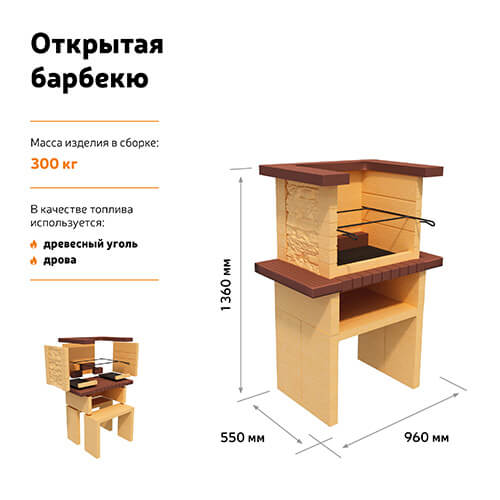 Открытая
барбекю
Масса изделия в сборке:
300 кг
В качестве топлива
используется:
древесный уголь
дрова
1360 мм
550 мм
960 мм